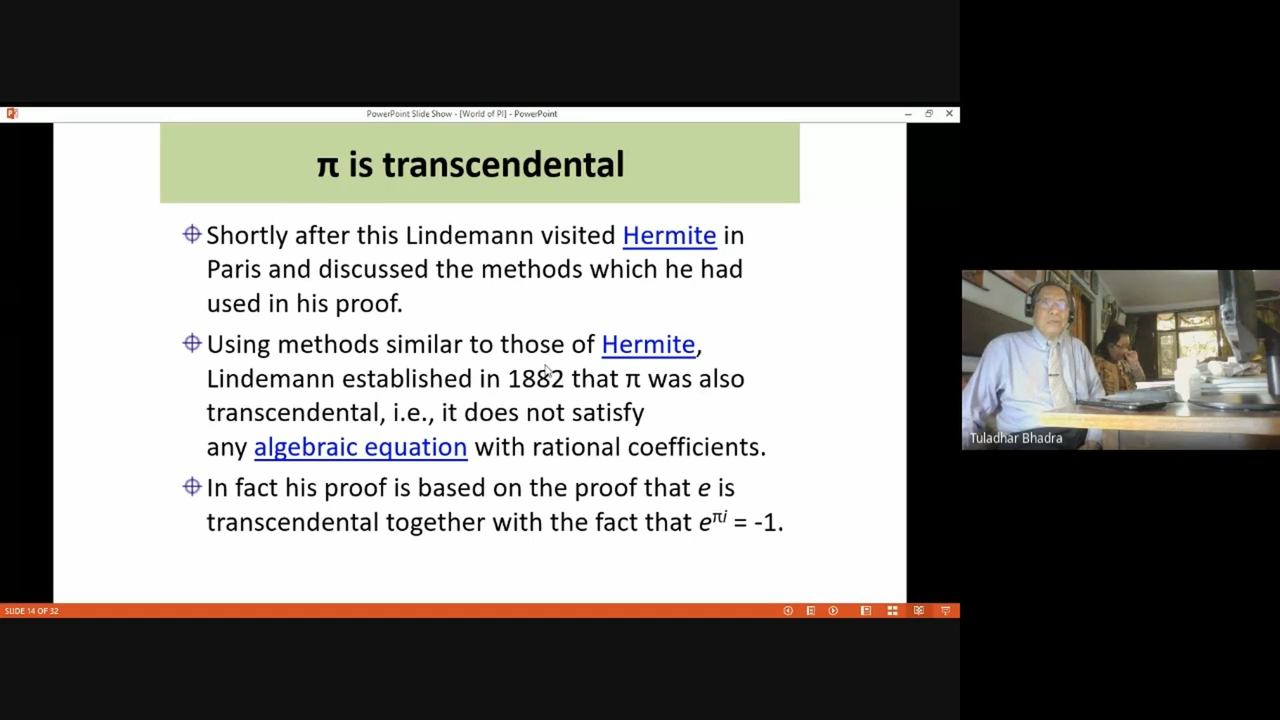 PowerPoint Slide Show - [World of PI] - PowerPoint
π is transcendental
Shortly after this Lindemann visited Hermite in
Paris and discussed the methods which he had
used in his proof.
Using methods similar to those of Hermite,
Lindemann established in 1882 that π was also
transcendental, i.e., it does not satisfy
any algebraic equation with rational coefficients.
In fact his proof is based on the proof that e is
transcendental together with the fact that e^πi = -1.
SLIDE 14 OF 32
Tuladhar Bhadra